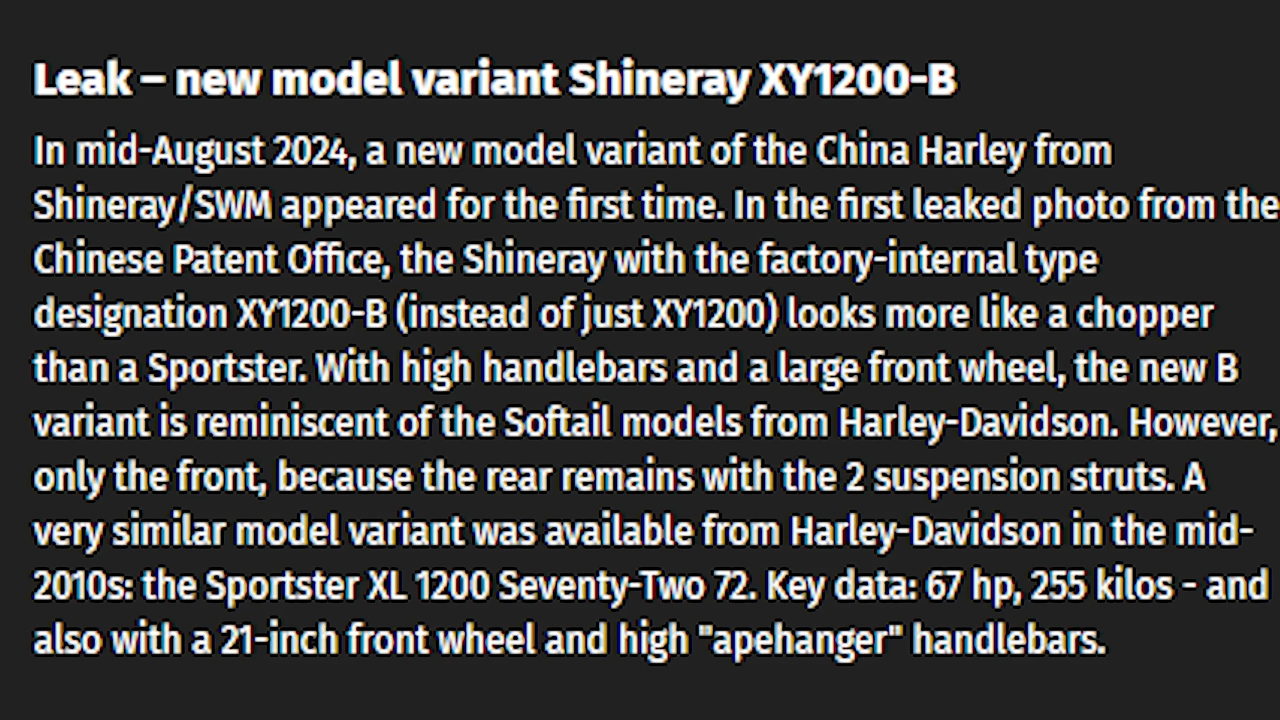 Leak – new model variant Shineray XY1200-B
In mid-August 2024, a new model variant of the China Harley from
Shineray/SWM appeared for the first time. In the first leaked photo from the
Chinese Patent Office, the Shineray with the factory-internal type
designation XY1200-B (instead of just XY1200) looks more like a chopper
than a Sportster. With high handlebars and a large front wheel, the new B
variant is reminiscent of the Softail models from Harley-Davidson. However,
only the front, because the rear remains with the 2 suspension struts. A
very similar model variant was available from Harley-Davidson in the mid-
2010s: the Sportster XL 1200 Seventy-Two 72. Key data: 67 hp, 255 kilos - and
also with a 21-inch front wheel and high "apehanger" handlebars.